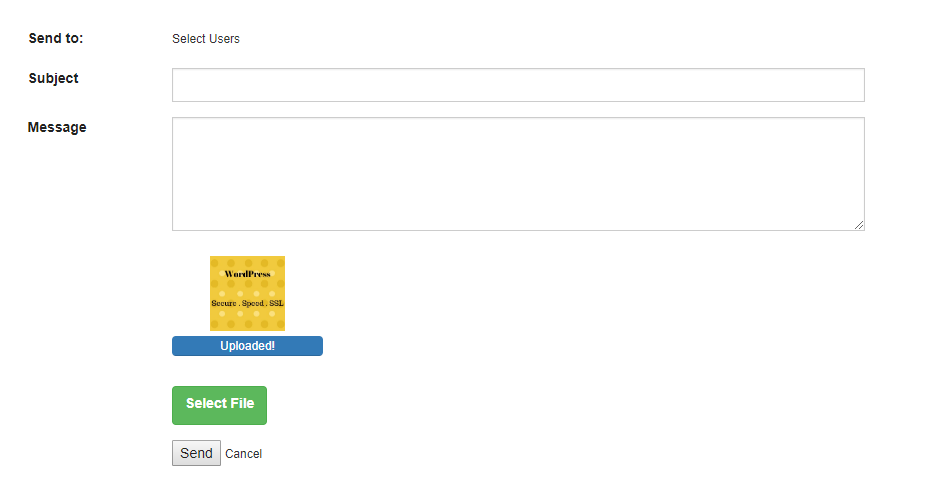 Send to: Select Users
Subject
Message
WordPress
Secure . Speed . SSL
Uploaded!
Select File
Send Cancel